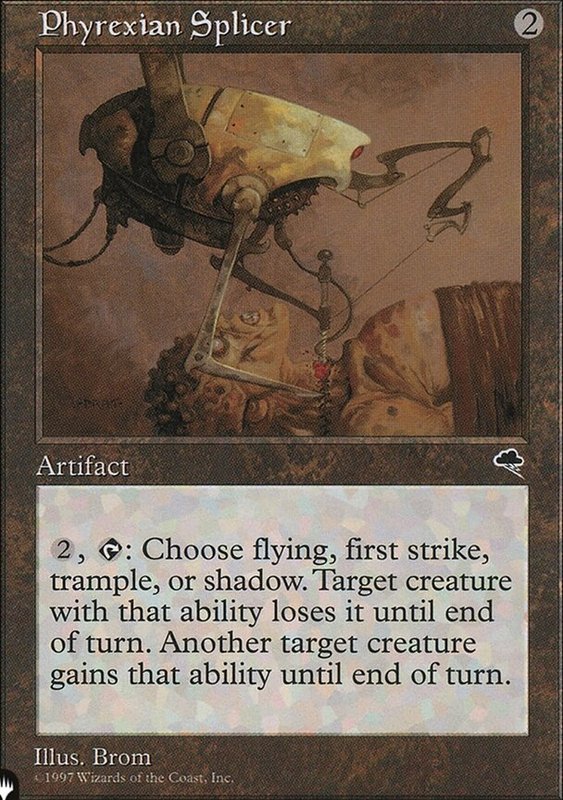 Phyrexian Splicer 2
Artifact
2, : Choose flying, first strike,
trample, or shadow. Target creature
with that ability loses it until end
of turn. Another target creature
gains that ability until end of turn.
Illus. Brom
©1997 Wizards of the Coast, Inc.